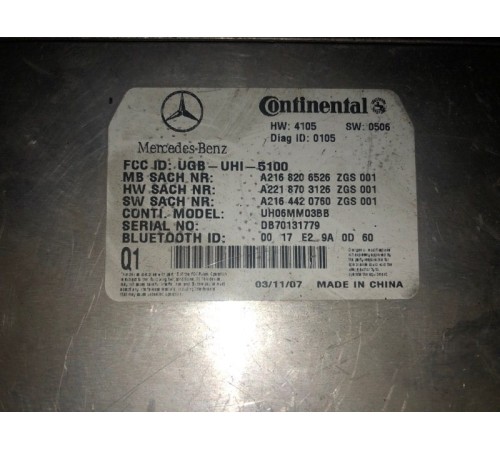 Continental
HW: 4105 SW: 0506
Diag ID: 0105
Mercedes-Benz
FCC ID: UGB-UHI-5100
MB SACH NR: A216 820 6526 ZGS 001
HW SACH NR: A221 870 3126 ZGS 001
SW SACH NR: A216 442 0760 ZGS 001
CONTI. MODEL: UH06MM03BB
SERIAL NO: DB70131779
BLUETOOTH ID: 00 17 E2 9A 0D 60
Q1
03/11/07 MADE IN CHINA